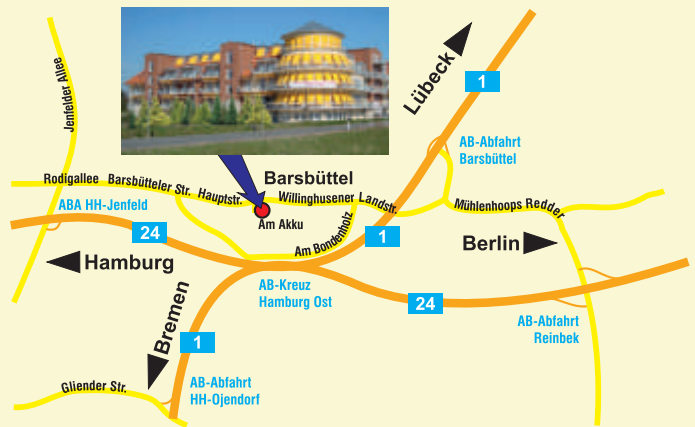 Jenfelder Allee
Lübeck
1
AB-Abfahrt
Barsbüttel
Rodigallee Barsbütteler Str. Hauptstr.
Barsbüttel
Willinghusener Landstr.
Mühlenhoops Redder
ABA HH-Jenfeld
Am Akku
24
Am Bondenholz
1
Berlin
Hamburg
AB-Kreuz
Hamburg Ost
24
Bremen
1
AB-Abfahrt
Reinbek
Gliender Str.
AB-Abfahrt
HH-Ojendorf